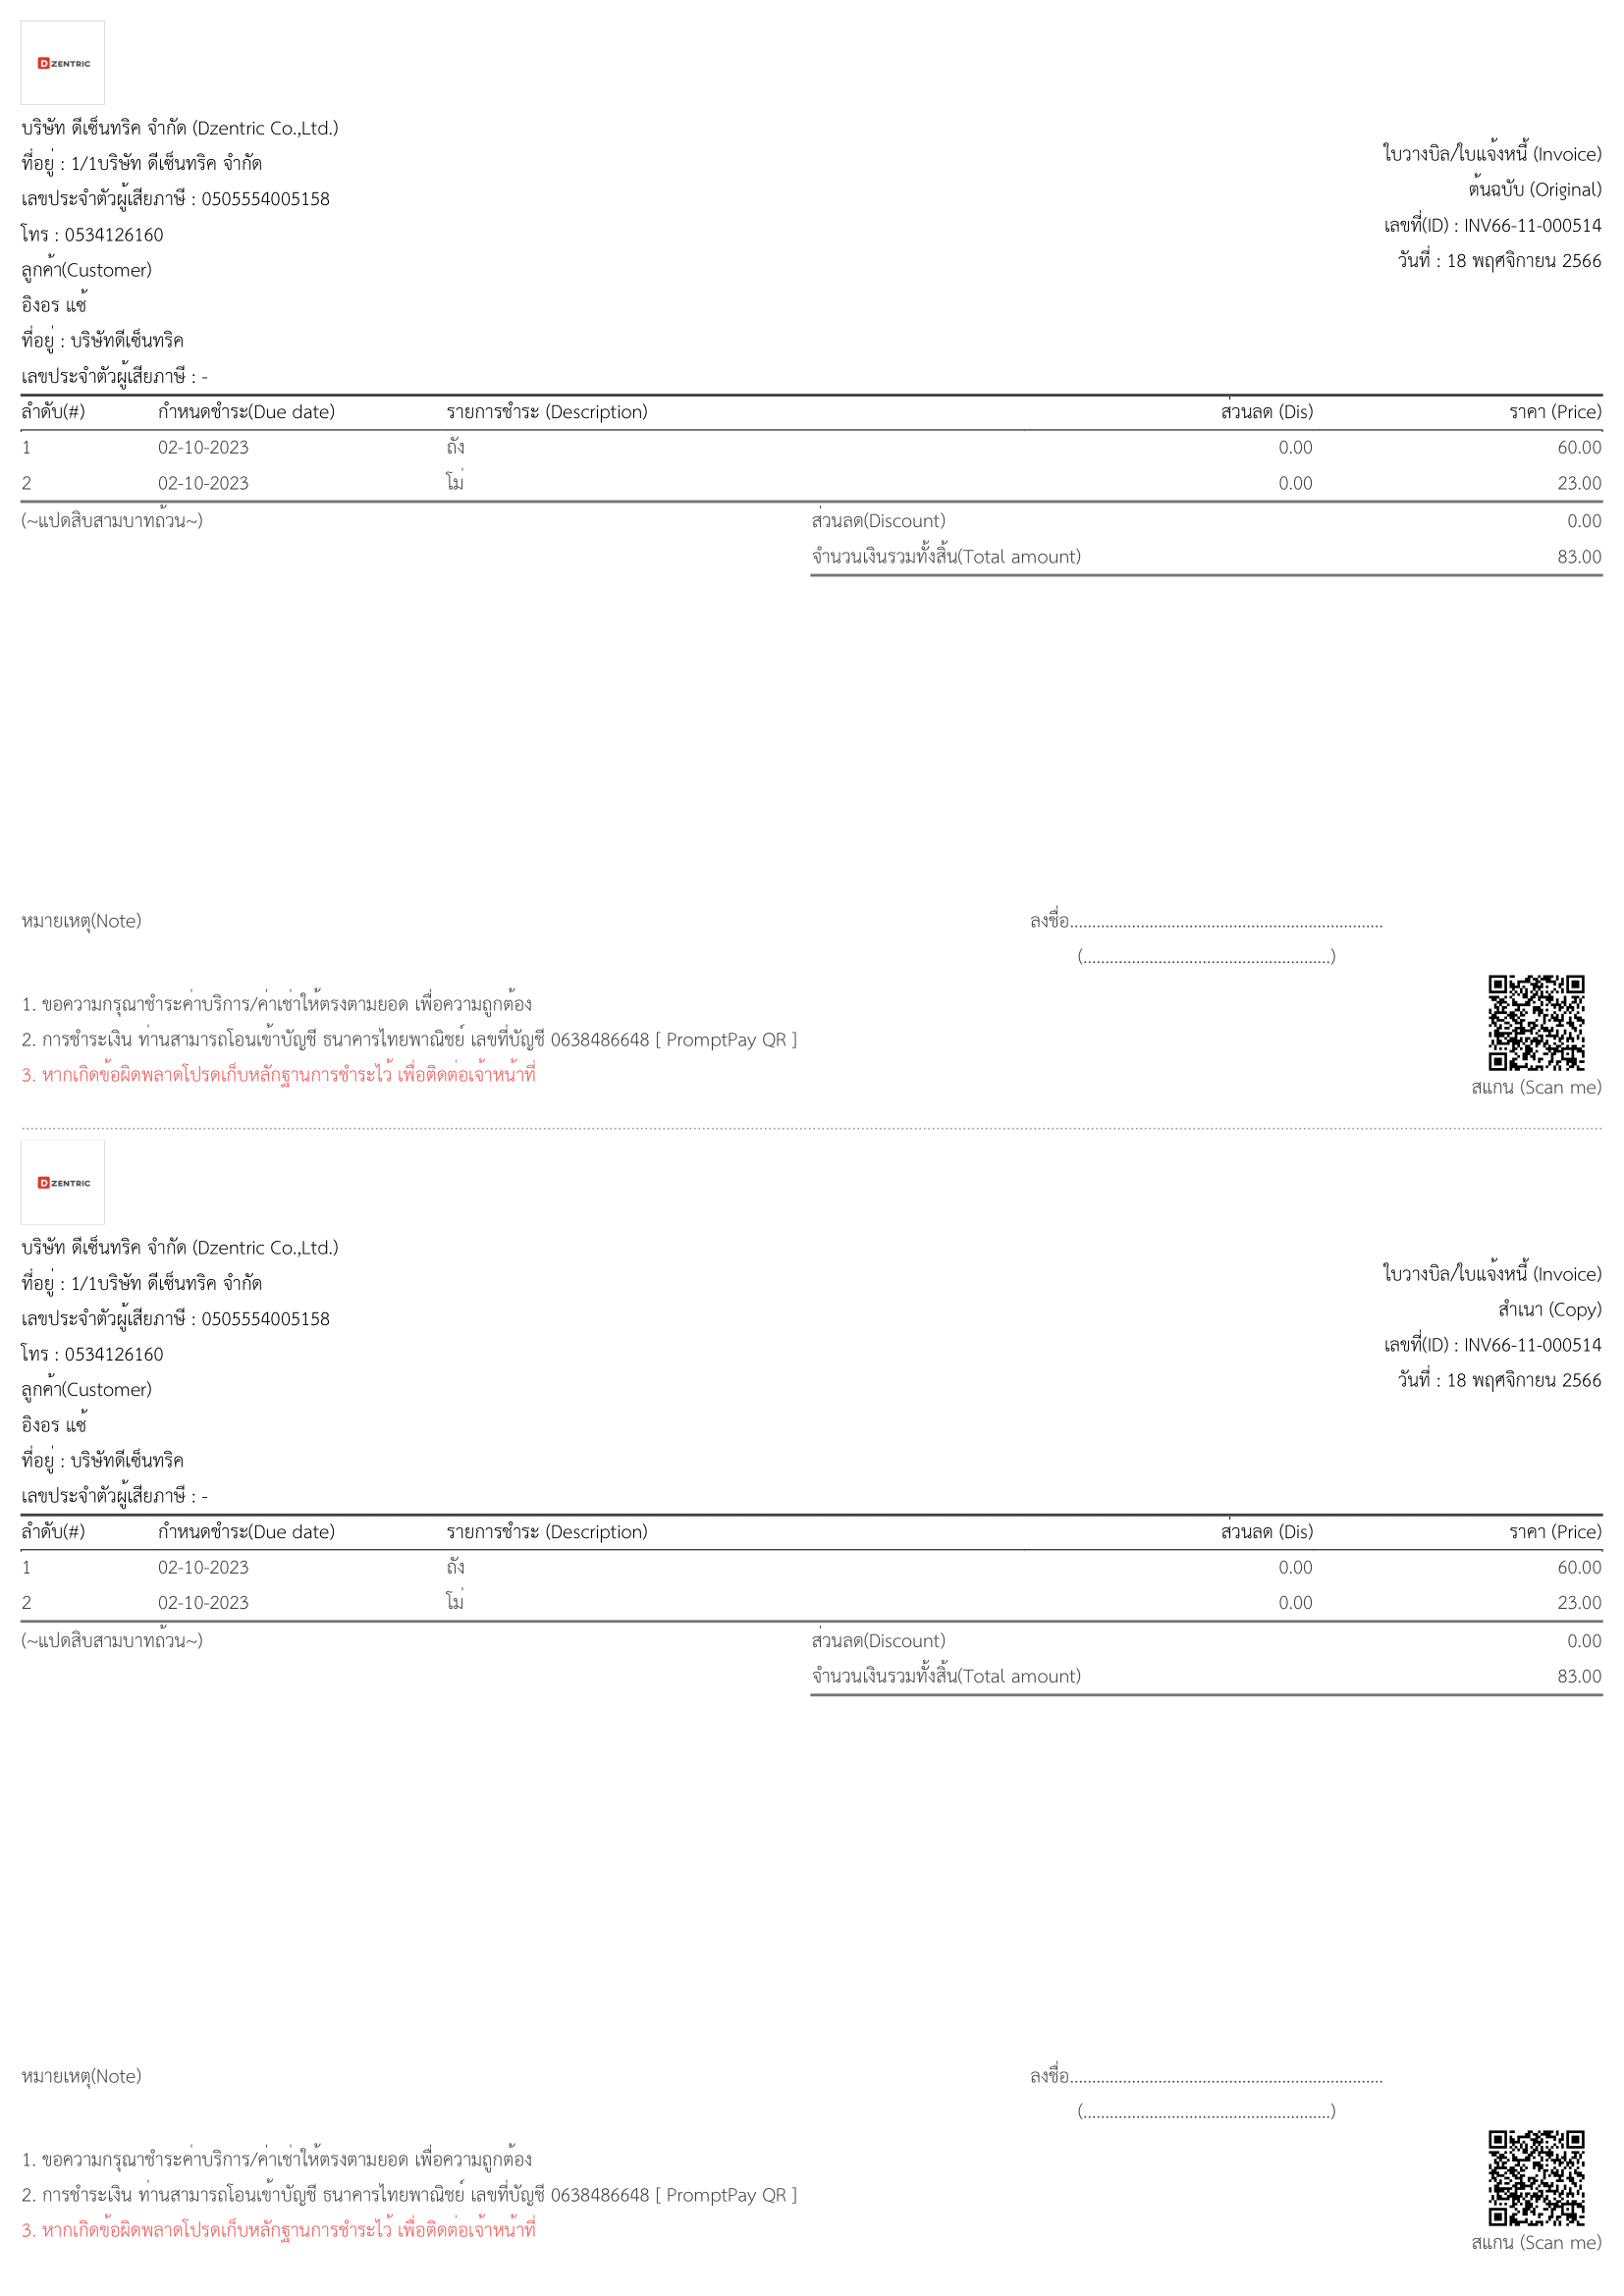 DZENTRIC
บริษัท ดีเซ็นทริค จำกัด (Dzentric Co.,Ltd.)
ที่อยู่ : 1/1บริษัท ดีเซ็นทริค จำกัด
ใบวางบิล/ใบแจ้งหนี้ (Invoice)
เลขประจำตัวผู้เสียภาษี : 0505554005158
ต้นฉบับ (Original)
โทร : 0534126160
เลขที่(ID) : INV66-11-000514
ลูกค้า(Customer)
วันที่ : 18 พฤศจิกายน 2566
อิงอร แซ้
ที่อยู่ : บริษัทดีเซ็นทริค
เลขประจำตัวผู้เสียภาษี : -
ลำดับ(#) กำหนดชำระ(Due date) รายการชำระ (Description) ส่วนลด (Dis) ราคา (Price)
1 02-10-2023 ถัง 0.00 60.00
2 02-10-2023 โม่ 0.00 23.00
(~แปดสิบสามบาทถ้วน~) ส่วนลด(Discount) 0.00
จำนวนเงินรวมทั้งสิ้น(Total amount) 83.00
หมายเหตุ(Note) ลงชื่อ.......................................................................
(........................................................)
1. ขอความกรุณาชำระค่าบริการ/ค่าเช่าให้ตรงตามยอด เพื่อความถูกต้อง
2. การชำระเงิน ท่านสามารถโอนเข้าบัญชี ธนาคารไทยพาณิชย์ เลขที่บัญชี 0638486648 [ PromptPay QR ]
3. หากเกิดข้อผิดพลาดโปรดเก็บหลักฐานการชำระไว้ เพื่อติดต่อเจ้าหน้าที่
สแกน (Scan me)
DZENTRIC
บริษัท ดีเซ็นทริค จำกัด (Dzentric Co.,Ltd.)
ที่อยู่ : 1/1บริษัท ดีเซ็นทริค จำกัด
ใบวางบิล/ใบแจ้งหนี้ (Invoice)
เลขประจำตัวผู้เสียภาษี : 0505554005158
สำเนา (Copy)
โทร : 0534126160
เลขที่(ID) : INV66-11-000514
ลูกค้า(Customer)
วันที่ : 18 พฤศจิกายน 2566
อิงอร แซ้
ที่อยู่ : บริษัทดีเซ็นทริค
เลขประจำตัวผู้เสียภาษี : -
ลำดับ(#) กำหนดชำระ(Due date) รายการชำระ (Description) ส่วนลด (Dis) ราคา (Price)
1 02-10-2023 ถัง 0.00 60.00
2 02-10-2023 โม่ 0.00 23.00
(~แปดสิบสามบาทถ้วน~) ส่วนลด(Discount) 0.00
จำนวนเงินรวมทั้งสิ้น(Total amount) 83.00
หมายเหตุ(Note) ลงชื่อ.......................................................................
(........................................................)
1. ขอความกรุณาชำระค่าบริการ/ค่าเช่าให้ตรงตามยอด เพื่อความถูกต้อง
2. การชำระเงิน ท่านสามารถโอนเข้าบัญชี ธนาคารไทยพาณิชย์ เลขที่บัญชี 0638486648 [ PromptPay QR ]
3. หากเกิดข้อผิดพลาดโปรดเก็บหลักฐานการชำระไว้ เพื่อติดต่อเจ้าหน้าที่
สแกน (Scan me)